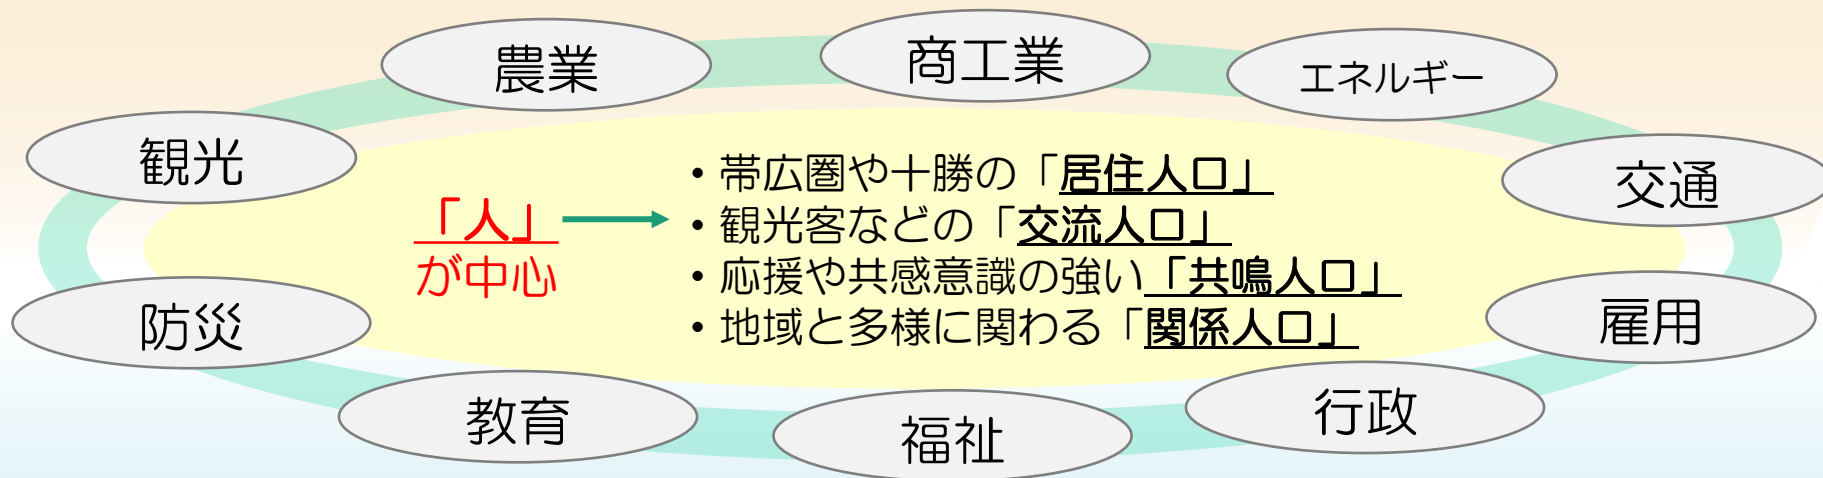 農業
商工業
エネルギー
観光
交通
「人」
が中心
・帯広圏や十勝の「居住人口」
・観光客などの「交流人口」
・応援や共感意識の強い「共鳴人口」
・地域と多様に関わる「関係人口」
防災
雇用
教育
福祉
行政